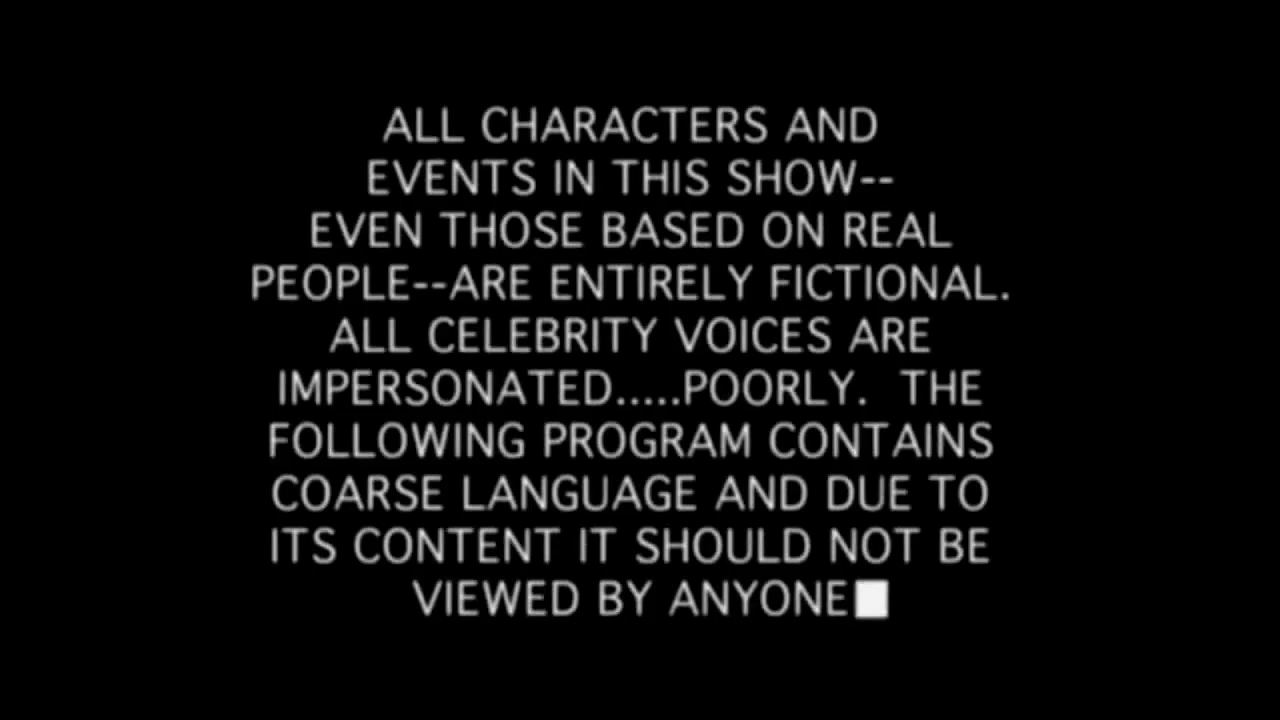 ALL CHARACTERS AND
EVENTS IN THIS SHOW--
EVEN THOSE BASED ON REAL
PEOPLE--ARE ENTIRELY FICTIONAL.
ALL CELEBRITY VOICES ARE
IMPERSONATED.....POORLY.  THE
FOLLOWING PROGRAM CONTAINS
COARSE LANGUAGE AND DUE TO
ITS CONTENT IT SHOULD NOT BE
VIEWED BY ANYONE